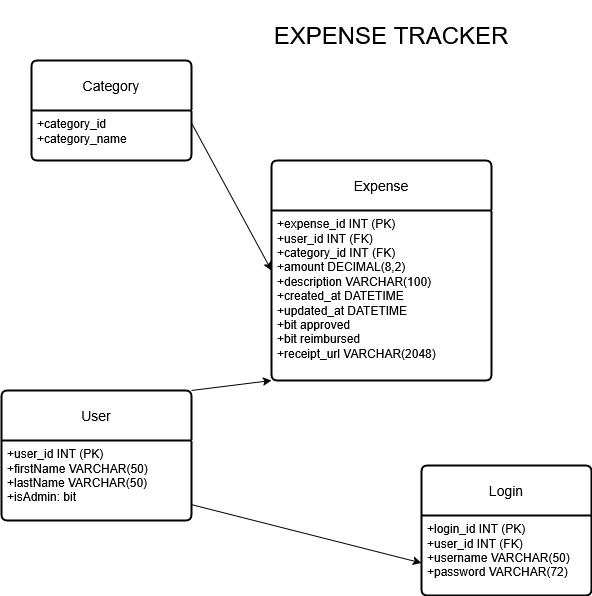 EXPENSE TRACKER
Category
+category_id
+category_name
Expense
+expense_id INT (PK)
+user_id INT (FK)
+category_id INT (FK)
+amount DECIMAL(8,2)
+description VARCHAR(100)
+created_at DATETIME
+updated_at DATETIME
+bit approved
+bit reimbursed
+receipt_url VARCHAR(2048)
User
+user_id INT (PK)
+firstName VARCHAR(50)
+lastName VARCHAR(50)
+isAdmin: bit
Login
+login_id INT (PK)
+user_id INT (FK)
+username VARCHAR(50)
+password VARCHAR(72)